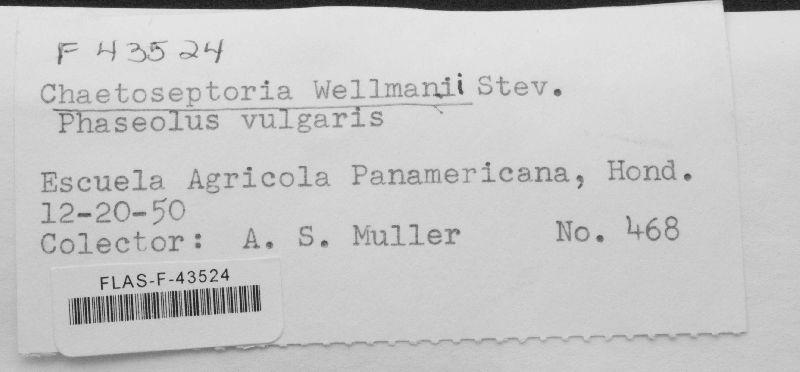 F 43524
Chaetoseptoria Wellmanii Stev.
Phaseolus vulgaris
Escuela Agricola Panamericana, Hond.
12-20-50
Colector: A. S. Muller No. 468
FLAS-F-43524